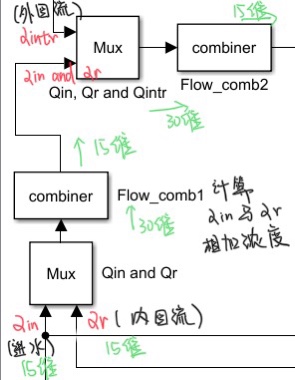 (外回流)
Qintr
Mux
combiner
15维
Flow_comb2
Qin and Qr
Qin, Qr and Qintr
30维
15维
combiner
Flow_comb1
计算
Qin与Qr
相加浓度
30维
Mux
Qin and Qr
Qin
Qr (内回流)
(进水)
15维
15维